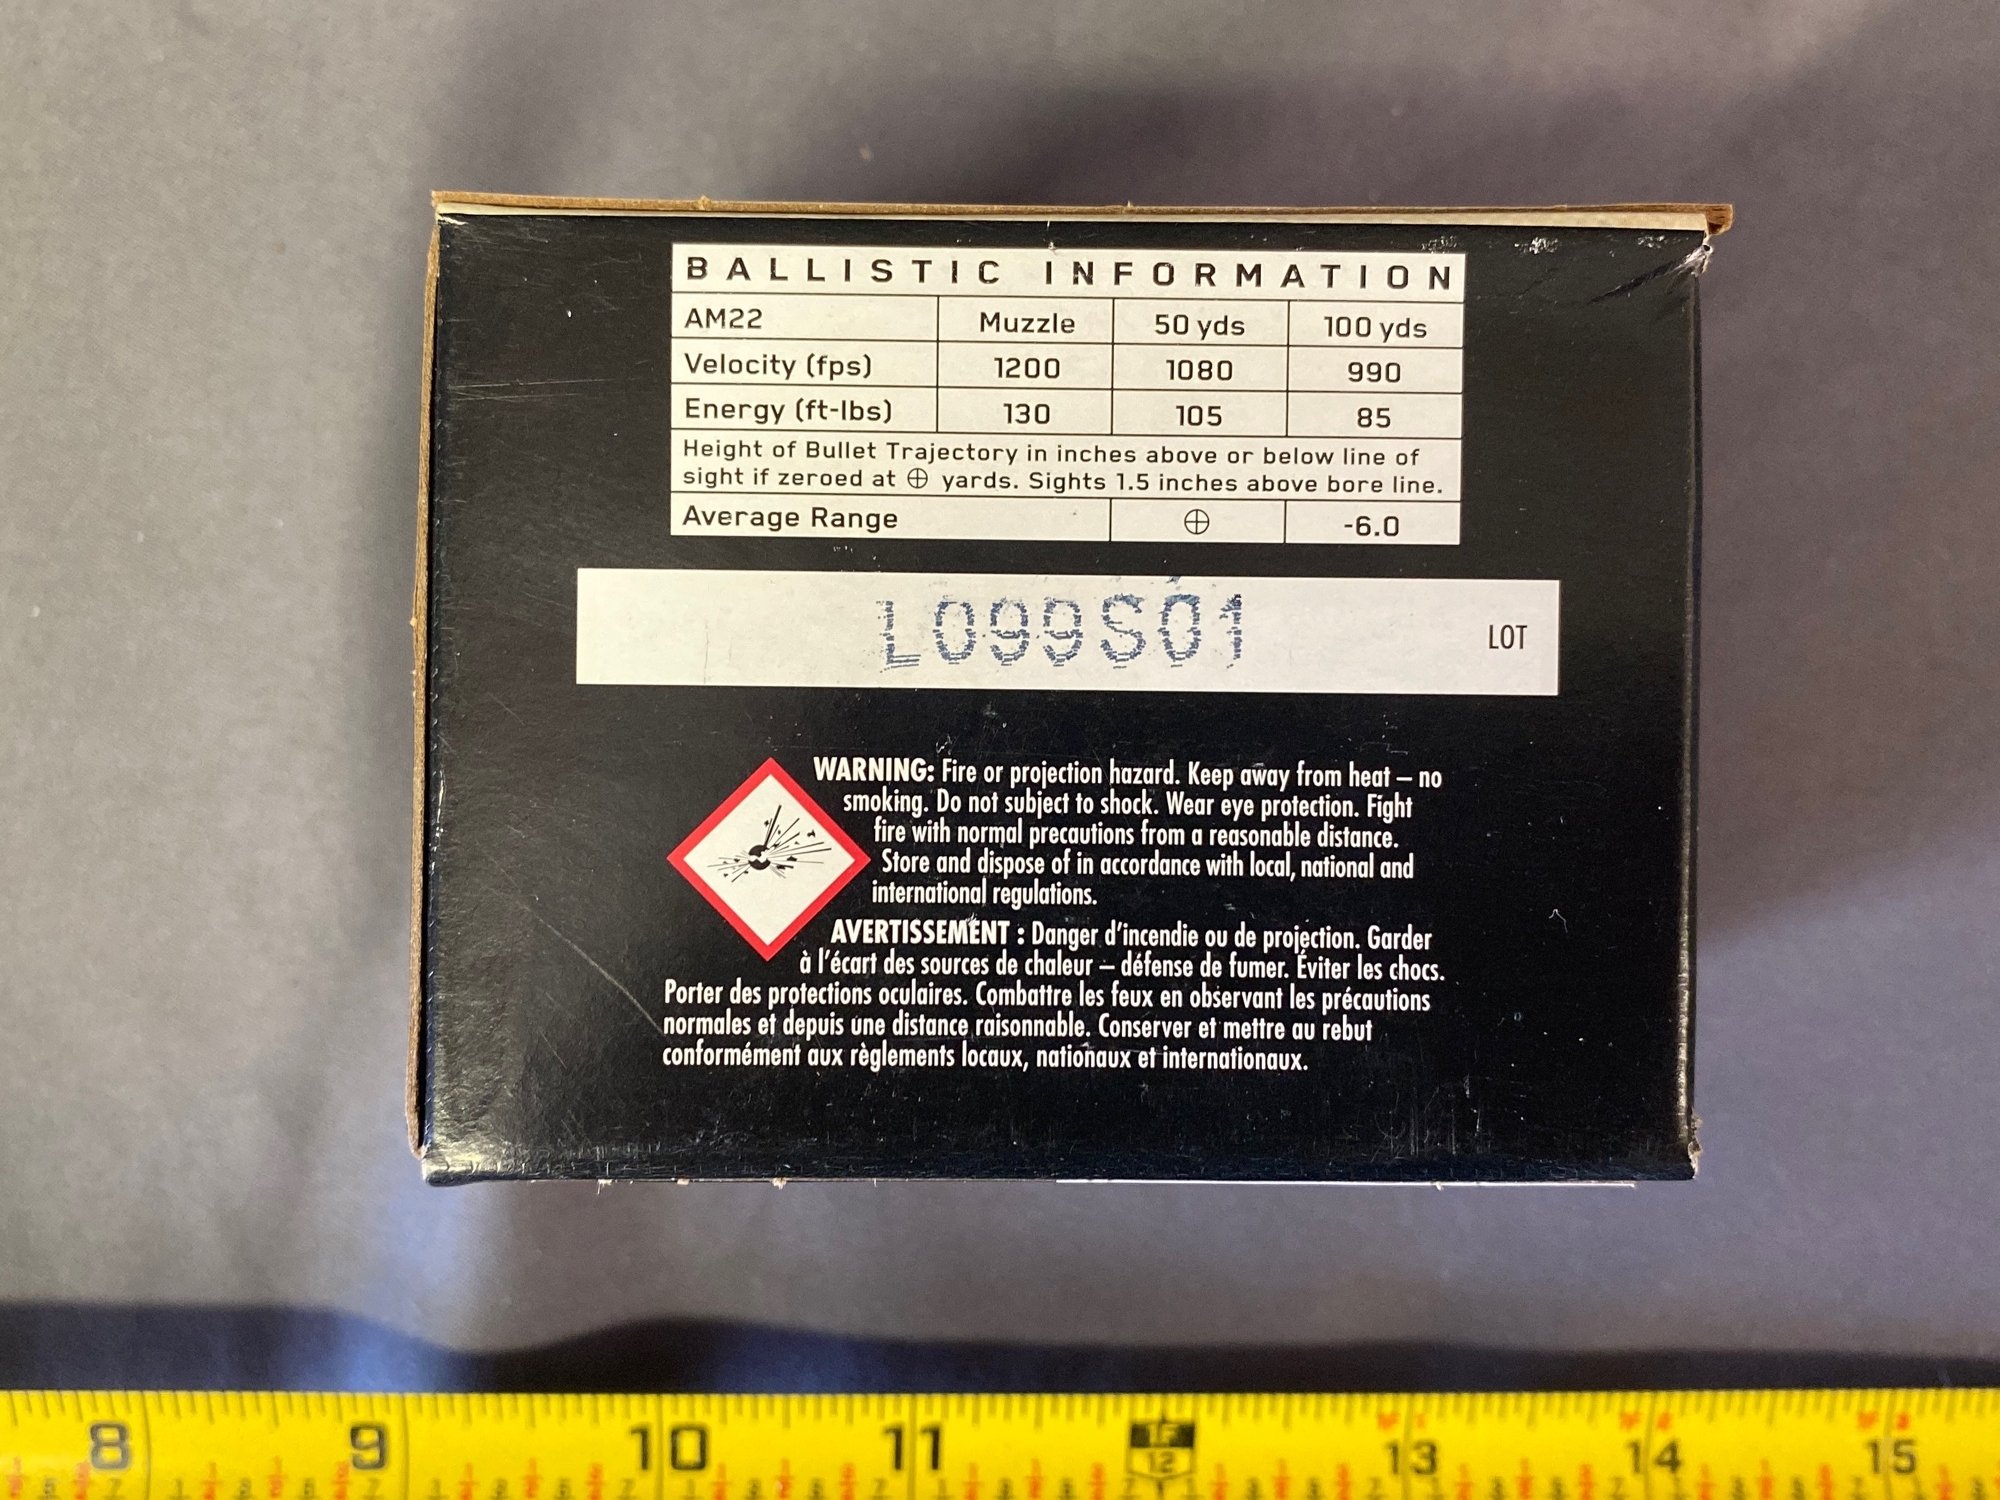 BALLISTIC INFORMATION
AM22 Muzzle 50 yds 100 yds
Velocity (fps) 1200 1080 990
Energy (ft-lbs) 130 105 85
Height of Bullet Trajectory in inches above or below line of
sight if zeroed at ⊕ yards. Sights 1.5 inches above bore line.
Average Range ⊕ -6.0
L099S01 LOT
WARNING: Fire or projection hazard. Keep away from heat – no
smoking. Do not subject to shock. Wear eye protection. Fight
fire with normal precautions from a reasonable distance.
Store and dispose of in accordance with local, national and
international regulations.
AVERTISSEMENT : Danger d'incendie ou de projection. Garder
à l'écart des sources de chaleur – défense de fumer. Éviter les chocs.
Porter des protections oculaires. Combattre les feux en observant les précautions
normales et depuis une distance raisonnable. Conserver et mettre au rebut
conformément aux règlements locaux, nationaux et internationaux.
8 9 10 11 1F 12 13 14 15